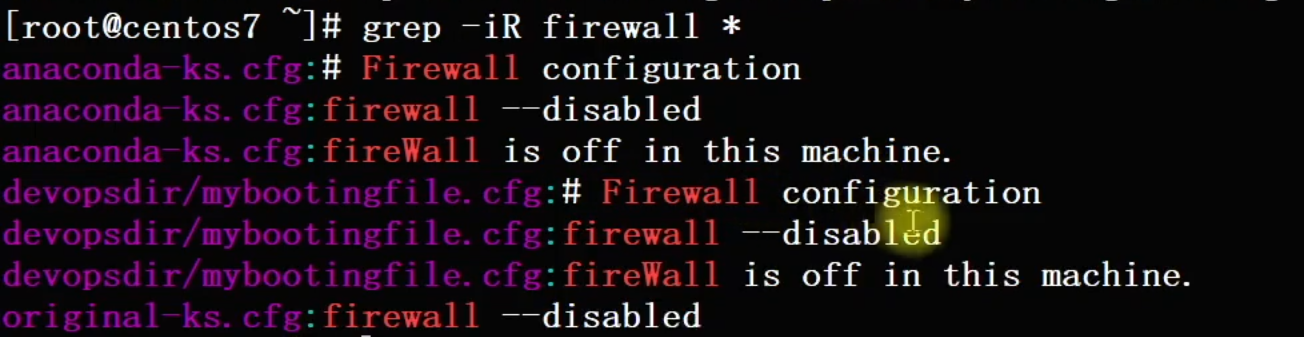 [root@centos7 ~]# grep -iR firewall *
anaconda-ks.cfg:# Firewall configuration
anaconda-ks.cfg:firewall --disabled
anaconda-ks.cfg:fireWall is off in this machine.
devopsdir/mybootingfile.cfg:# Firewall configuration
devopsdir/mybootingfile.cfg:firewall --disabled
devopsdir/mybootingfile.cfg:fireWall is off in this machine.
original-ks.cfg:firewall --disabled